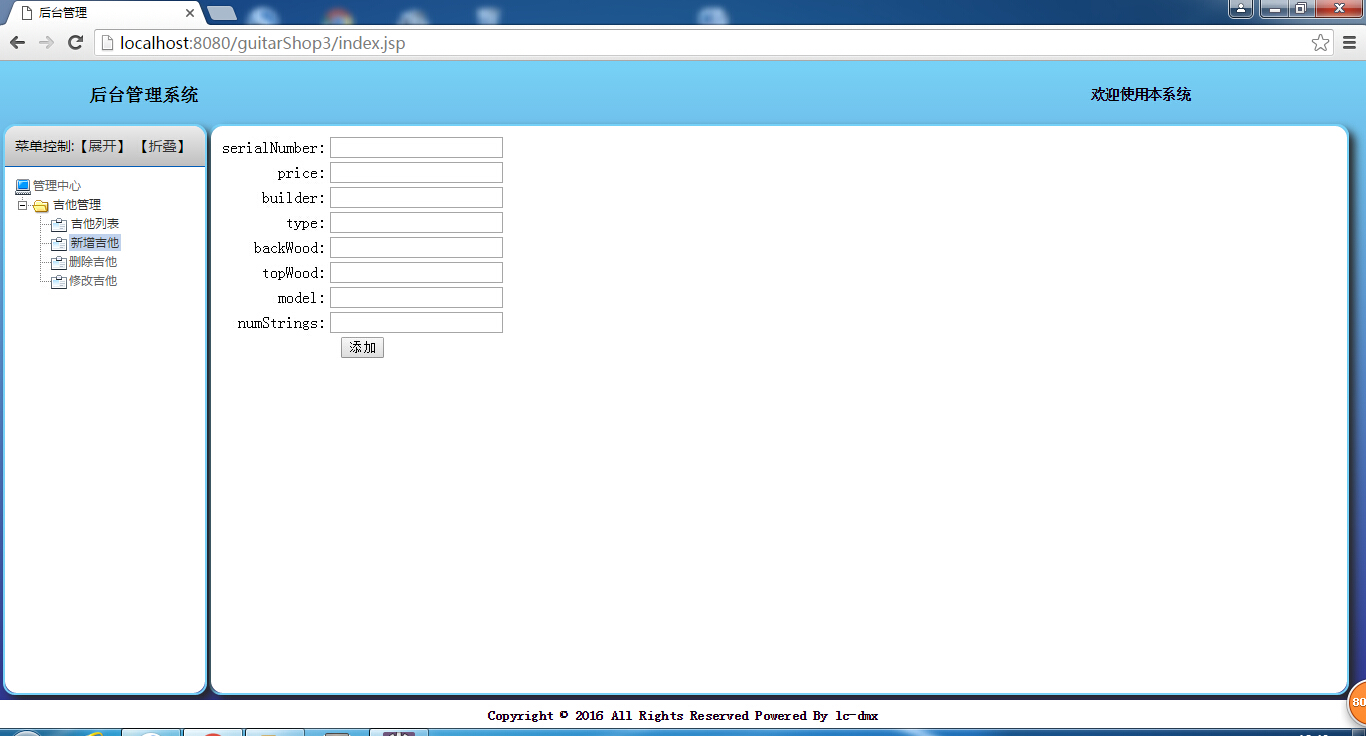 后台管理
localhost:8080/guitarShop3/index.jsp
后台管理系统
欢迎使用本系统
菜单控制:【展开】 【折叠】
管理中心
吉他管理
吉他列表
新增吉他
删除吉他
修改吉他
serialNumber:
price:
builder:
type:
backWood:
topWood:
model:
numStrings:
添加
80
Copyright © 2016 All Rights Reserved Powered By lc-dmx